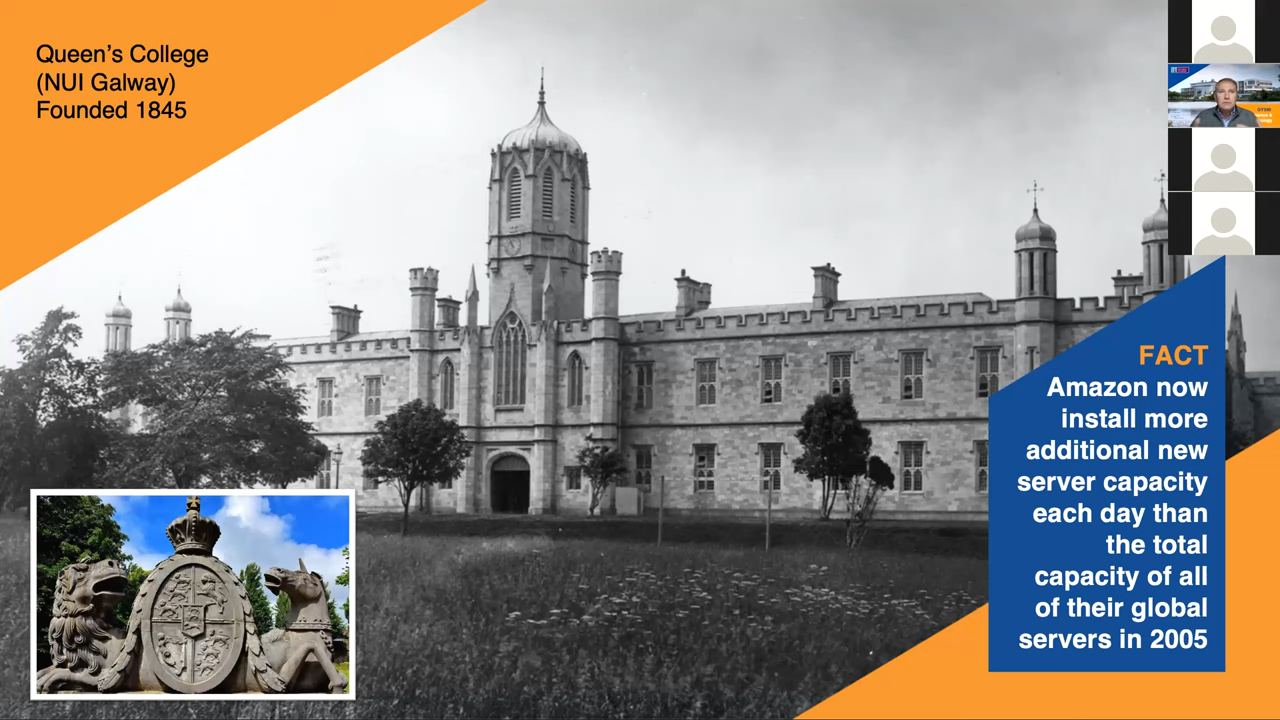 Queen's College
(NUI Galway)
Founded 1845
FACT
Amazon now
install more
additional new
server capacity
each day than
the total
capacity of all
of their global
servers in 2005